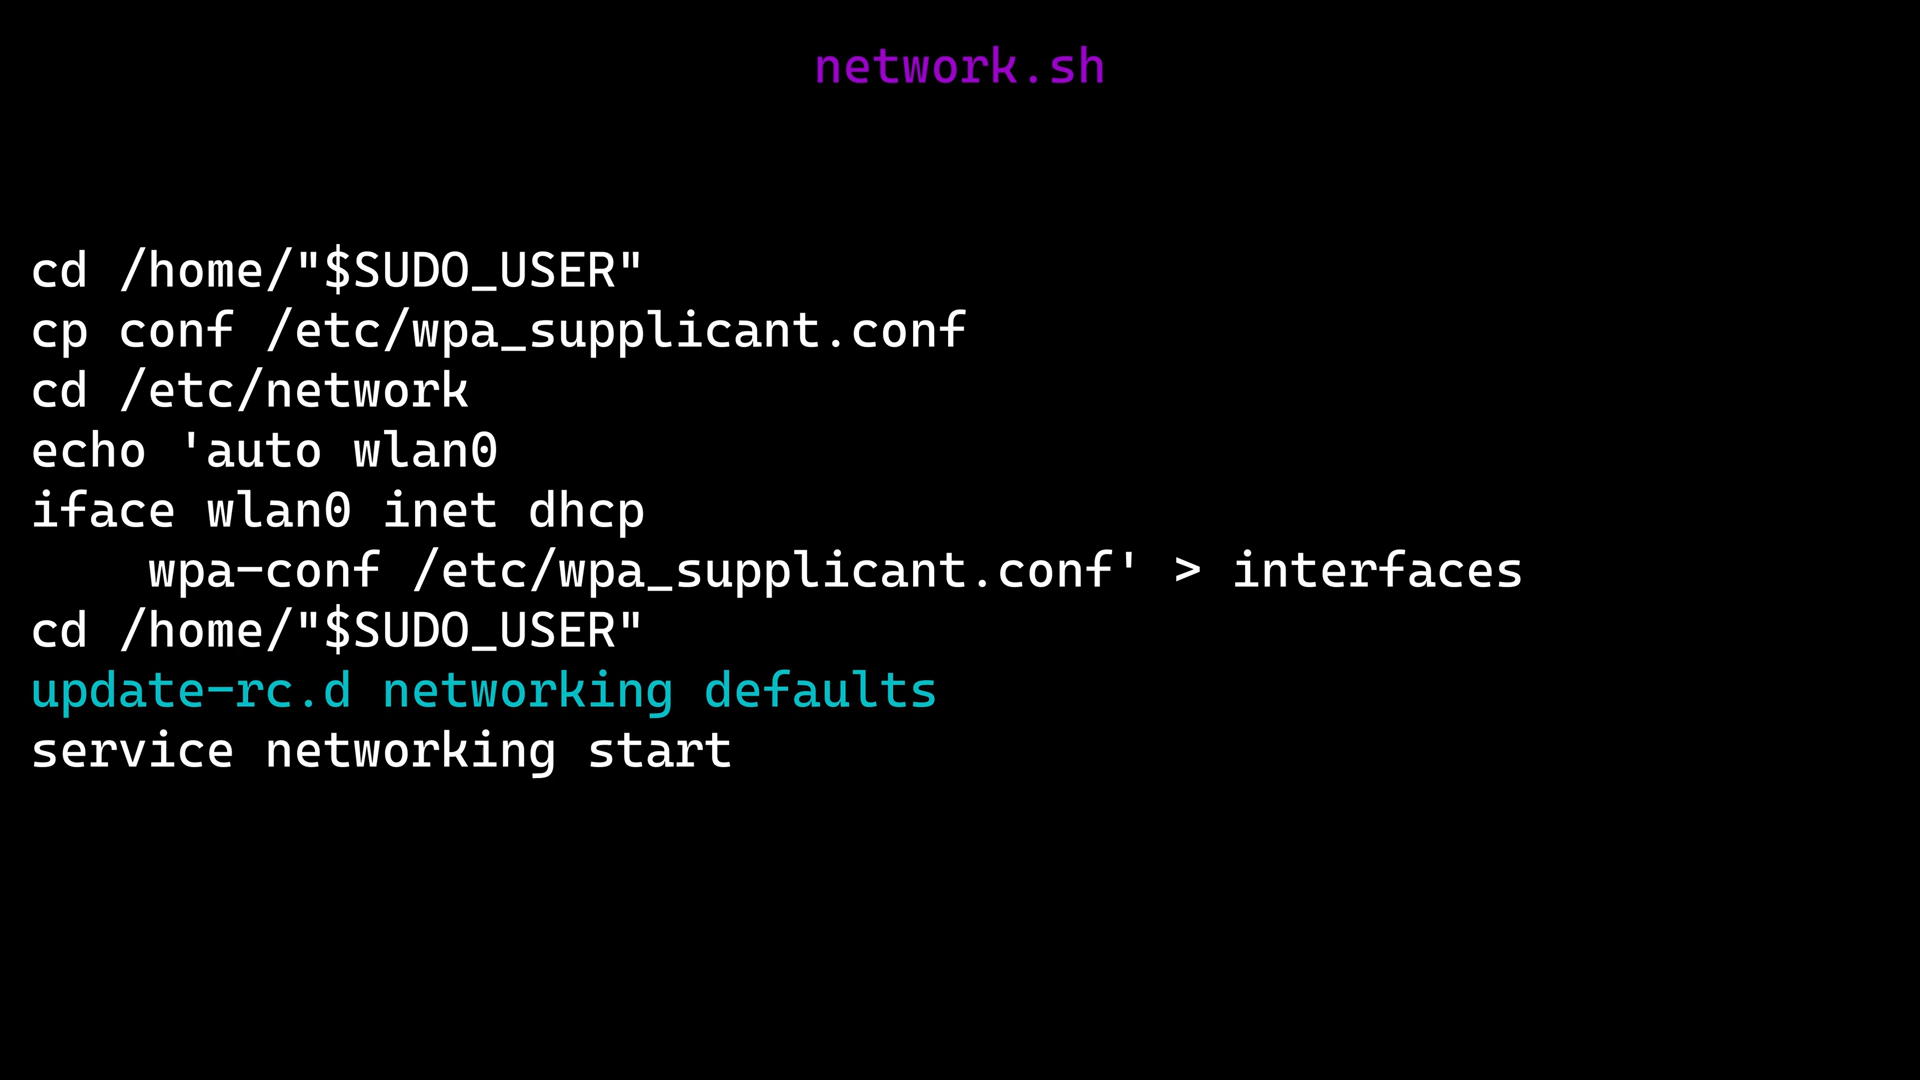 network.sh
cd /home/"$SUDO_USER"
cp conf /etc/wpa_supplicant.conf
cd /etc/network
echo 'auto wlan0
iface wlan0 inet dhcp
    wpa-conf /etc/wpa_supplicant.conf' > interfaces
cd /home/"$SUDO_USER"
update-rc.d networking defaults
service networking start